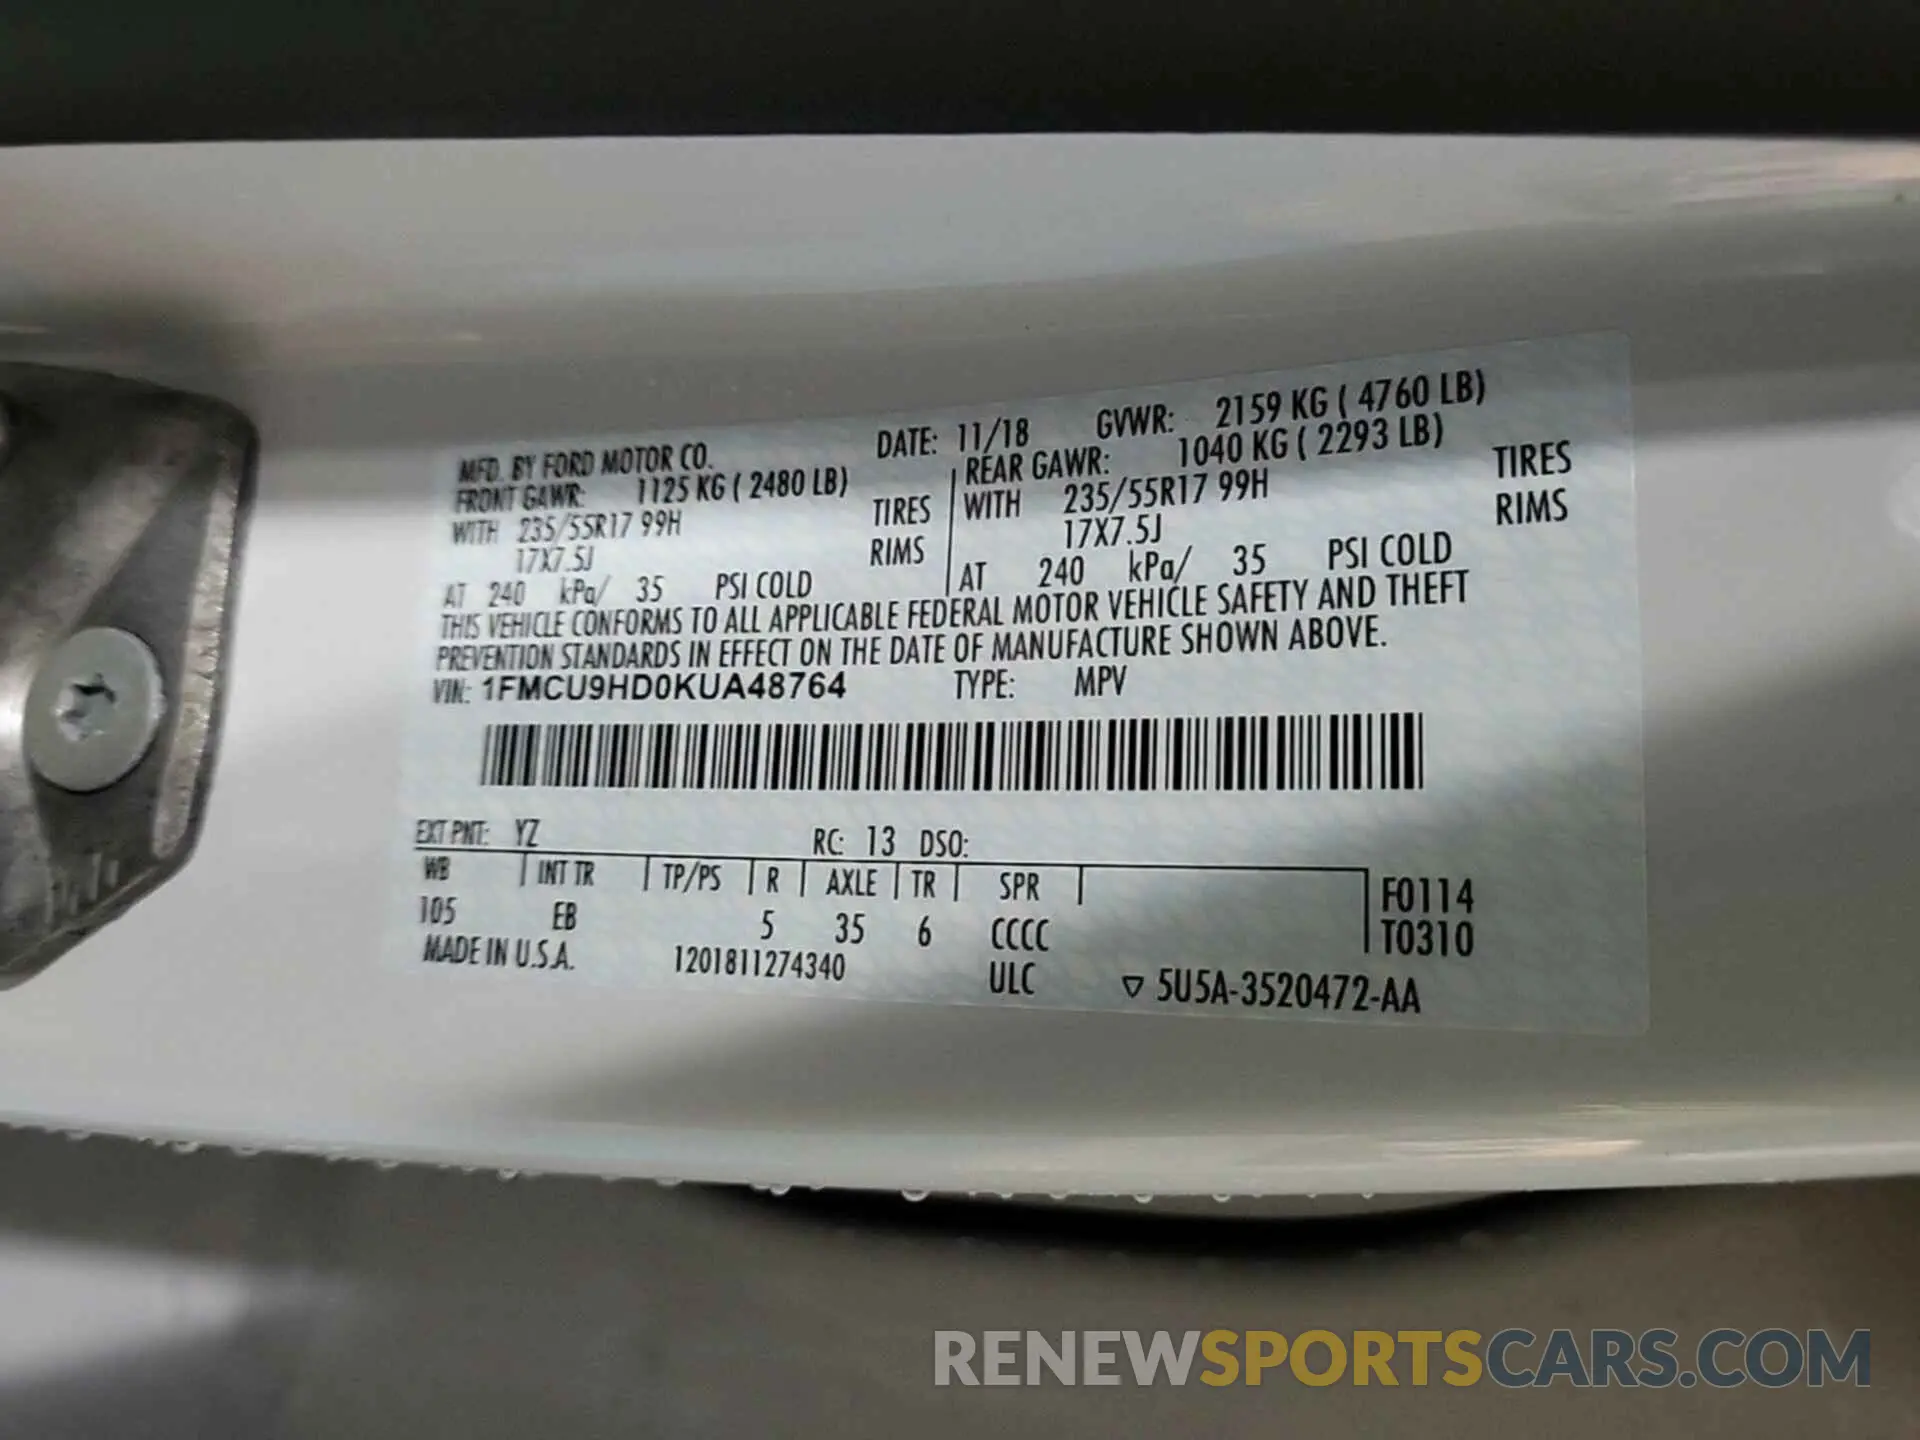 MFD. BY FORD MOTOR CO. DATE: 11/18 GVWR: 2159 KG ( 4760 LB)
FRONT GAWR: 1125 KG ( 2480 LB) REAR GAWR: 1040 KG ( 2293 LB)
WITH 235/55R17 99H TIRES WITH 235/55R17 99H TIRES
17X7.5J RIMS 17X7.5J RIMS
AT 240 kPa/ 35 PSI COLD AT 240 kPa/ 35 PSI COLD
THIS VEHICLE CONFORMS TO ALL APPLICABLE FEDERAL MOTOR VEHICLE SAFETY AND THEFT
PREVENTION STANDARDS IN EFFECT ON THE DATE OF MANUFACTURE SHOWN ABOVE.
VIN: 1FMCU9HD0KUA48764 TYPE: MPV
EXT PNT: YZ RC: 13 DSO:
WB INT TR TP/PS R AXLE TR SPR F0114
105 EB 5 35 6 CCCC T0310
MADE IN U.S.A. 1201811274340 ULC ▽ 5U5A-3520472-AA
RENEWSPORTSCARS.COM